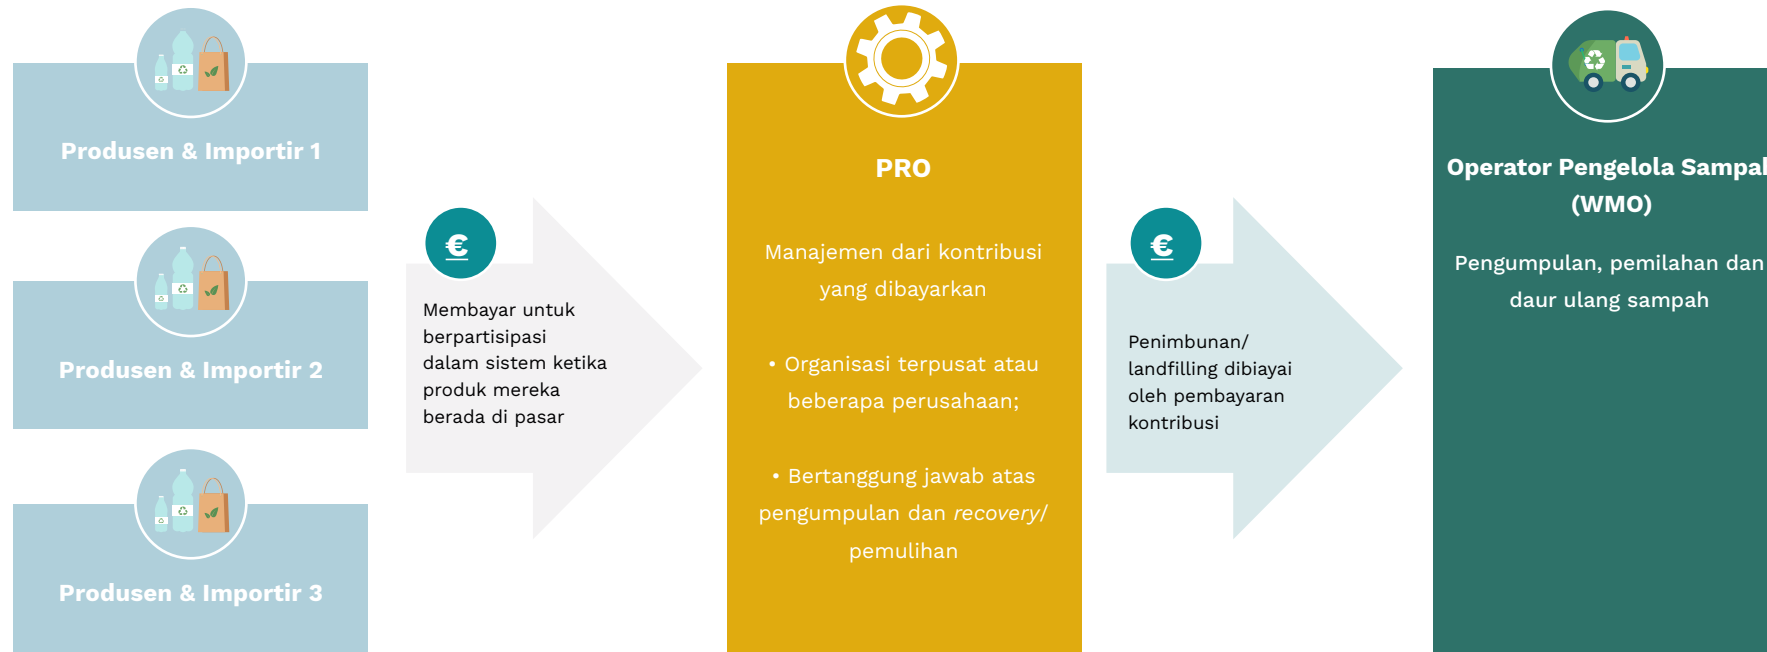 Produsen & Importir 1
Produsen & Importir 2
Produsen & Importir 3
€
Membayar untuk
berpartisipasi
dalam sistem ketika
produk mereka
berada di pasar
PRO
Manajemen dari kontribusi
yang dibayarkan
• Organisasi terpusat atau
beberapa perusahaan;
• Bertanggung jawab atas
pengumpulan dan recovery/
pemulihan
€
Penimbunan/
landfilling dibiayai
oleh pembayaran
kontribusi
Operator Pengelola Sampah
(WMO)
Pengumpulan, pemilahan dan
daur ulang sampah